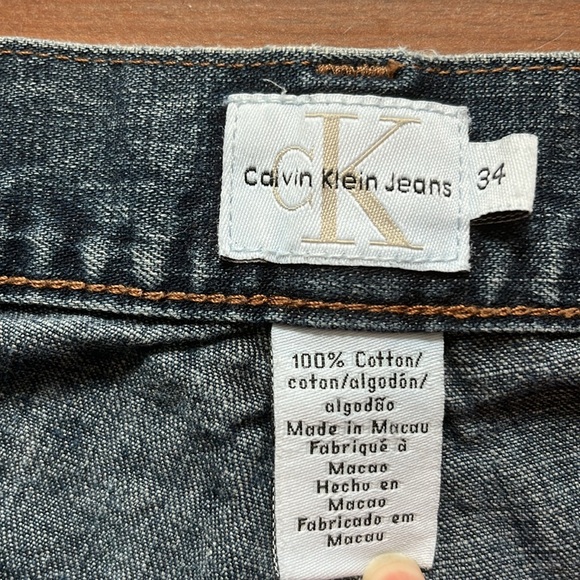 CK
Calvin Klein Jeans
34
100% Cotton/
coton/algodón/
algodão
Made in Macau
Fabriqué à
Macao
Hecho en
Macao
Fabricado em
Macau